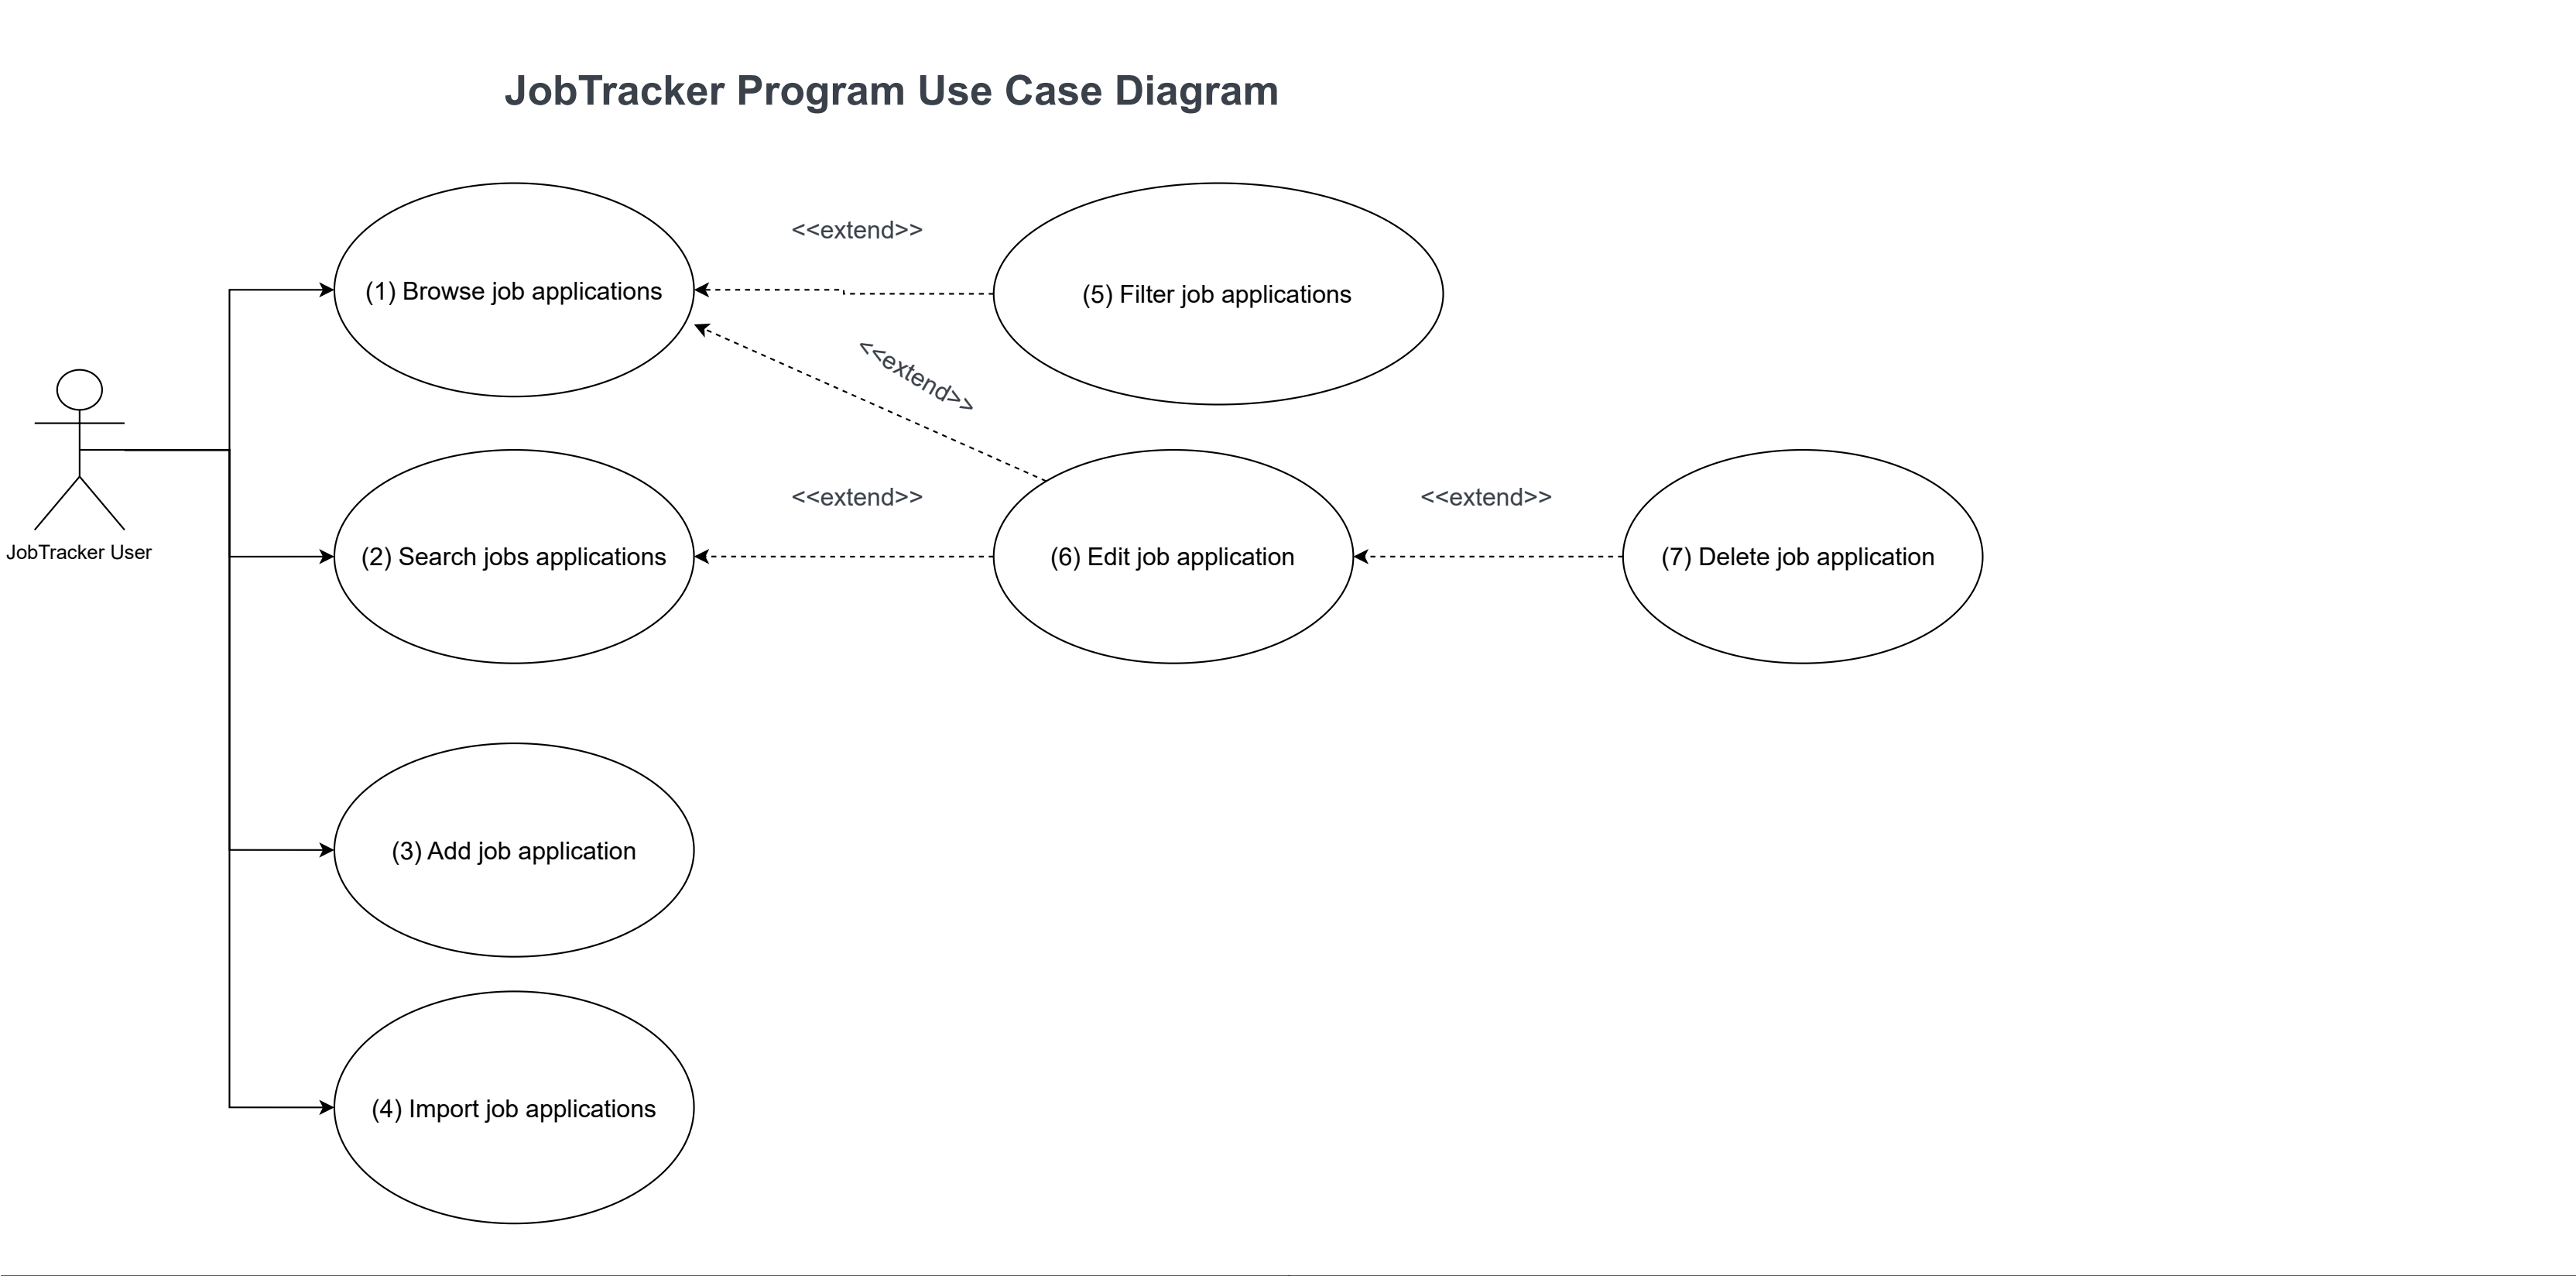 JobTracker Program Use Case Diagram
<<extend>>
(1) Browse job applications
(5) Filter job applications
<<extend>>
<<extend>>
<<extend>>
JobTracker User
(2) Search jobs applications
(6) Edit job application
(7) Delete job application
(3) Add job application
(4) Import job applications